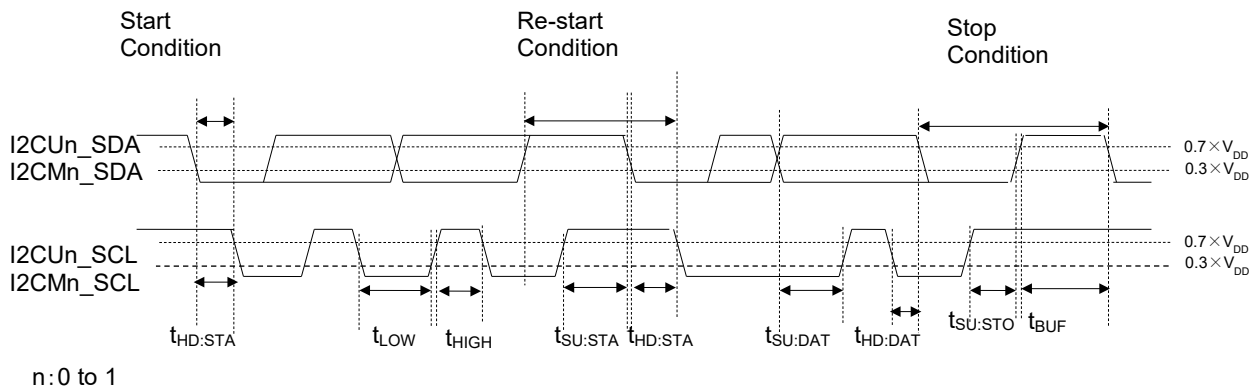 Start
Condition
Re-start
Condition
Stop
Condition
I2CUn_SDA
I2CMn_SDA
0.7×VDD
0.3×VDD
I2CUn_SCL
I2CMn_SCL
0.7×VDD
0.3×VDD
tHD:STA
tLOW
tHIGH
tSU:STA
tHD:STA
tSU:DAT
tHD:DAT
tSU:STO
tBUF
n:0 to 1